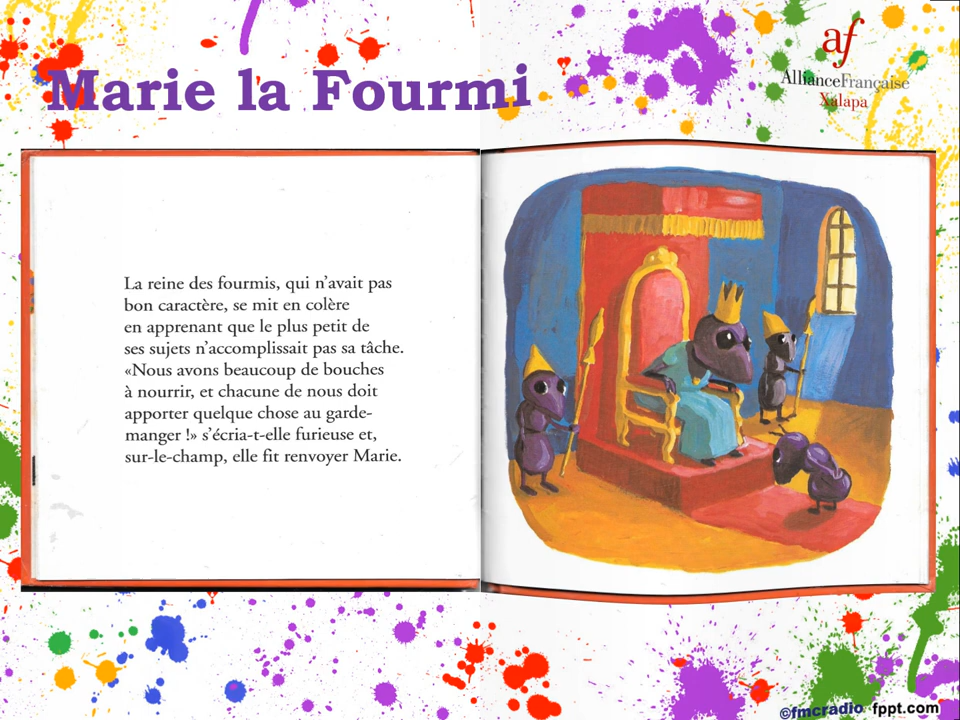 Marie la Fourmi
af
AllianceFrançaise
Xalapa
La reine des fourmis, qui n’avait pas
bon caractère, se mit en colère
en apprenant que le plus petit de
ses sujets n’accomplissait pas sa tâche.
«Nous avons beaucoup de bouches
à nourrir, et chacune de nous doit
apporter quelque chose au garde-
manger !» s’écria-t-elle furieuse et,
sur-le-champ, elle fit renvoyer Marie.
©fmcradio fppt.com